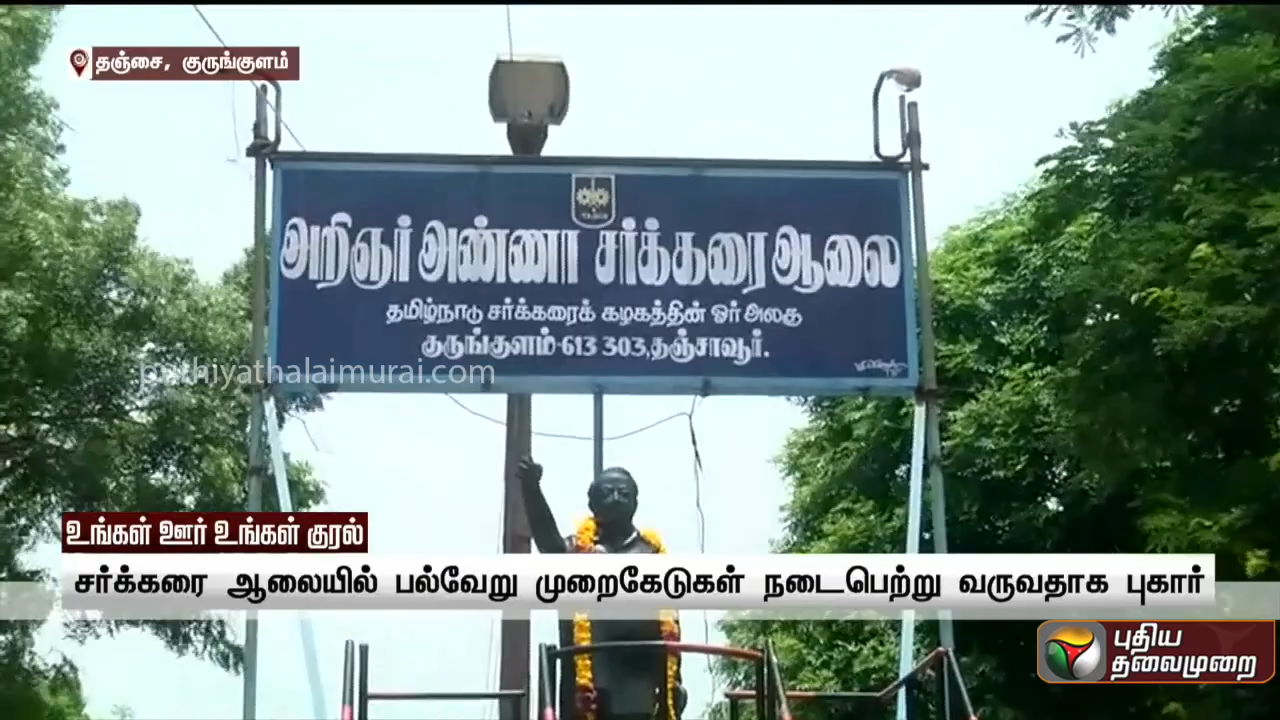 தஞ்சை, குருங்குளம்
அறிஞர் அண்ணா சர்க்கரை ஆலை
தமிழ்நாடு சர்க்கரைக் கழகத்தின் ஓர் அலகு
குருங்குளம்-613 303, தஞ்சாவூர்.
puthiyathalaimurai.com
உங்கள் ஊர் உங்கள் குரல்
சர்க்கரை ஆலையில் பல்வேறு முறைகேடுகள் நடைபெற்று வருவதாக புகார்
புதிய
தலைமுறை